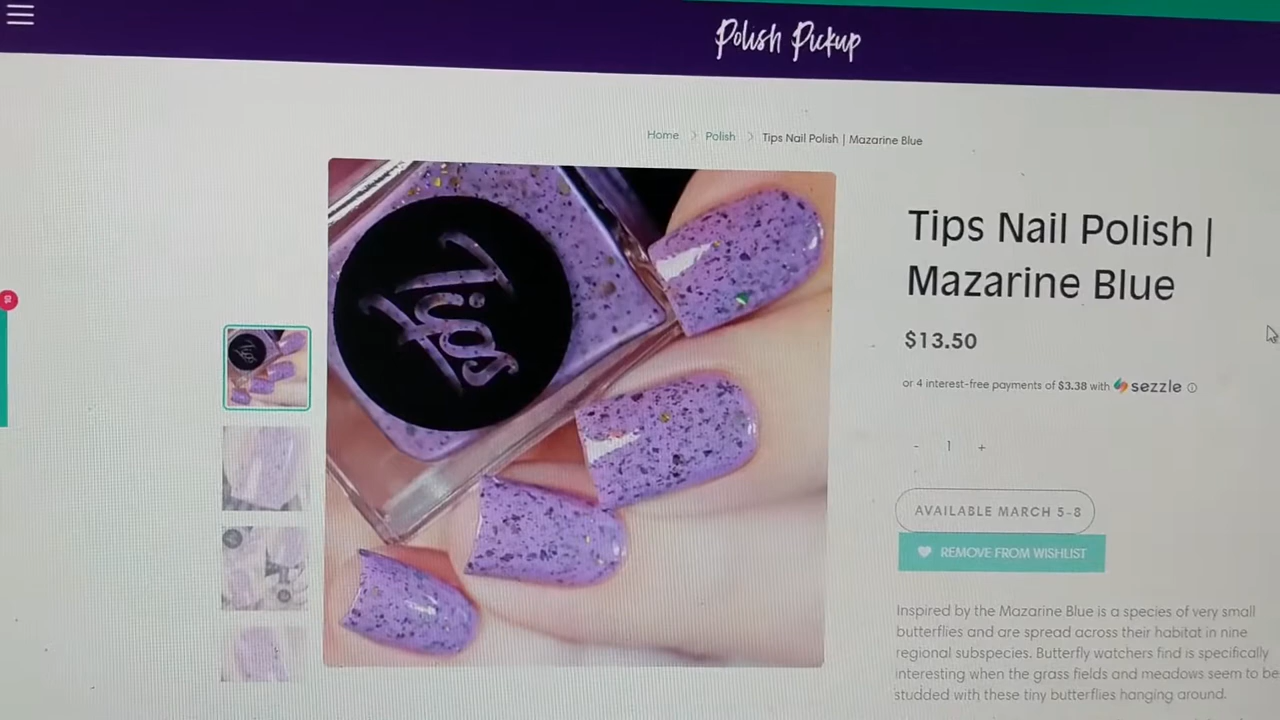 Polish Pickup
Home > Polish > Tips Nail Polish | Mazarine Blue
Tips
Tips Nail Polish |
Mazarine Blue
$13.50
or 4 interest-free payments of $3.38 with sezzle
- 1 +
AVAILABLE MARCH 5-8
REMOVE FROM WISHLIST
Inspired by the Mazarine Blue is a species of very small
butterflies and are spread across their habitat in nine
regional subspecies. Butterfly watchers find is specifically
interesting when the grass fields and meadows seem to be
studded with these tiny butterflies hanging around.